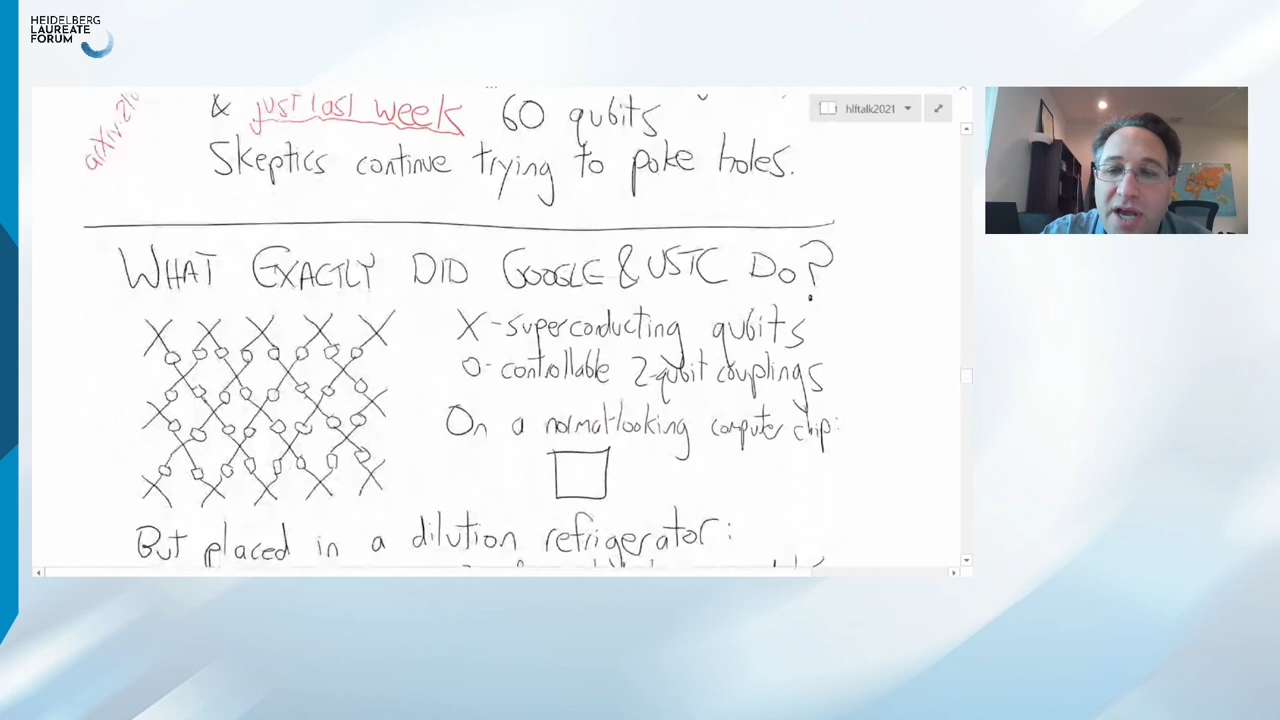 HEIDELBERG
LAUREATE
FORUM
& just last week 60 qubits
arXiv:
Skeptics continue trying to poke holes.
hlftalk2021
WHAT EXACTLY DID GOOGLE & USTC DO?
X - superconducting qubits
O - controllable 2-qubit couplings
On a normal-looking computer chip:
But placed in a dilution refrigerator: